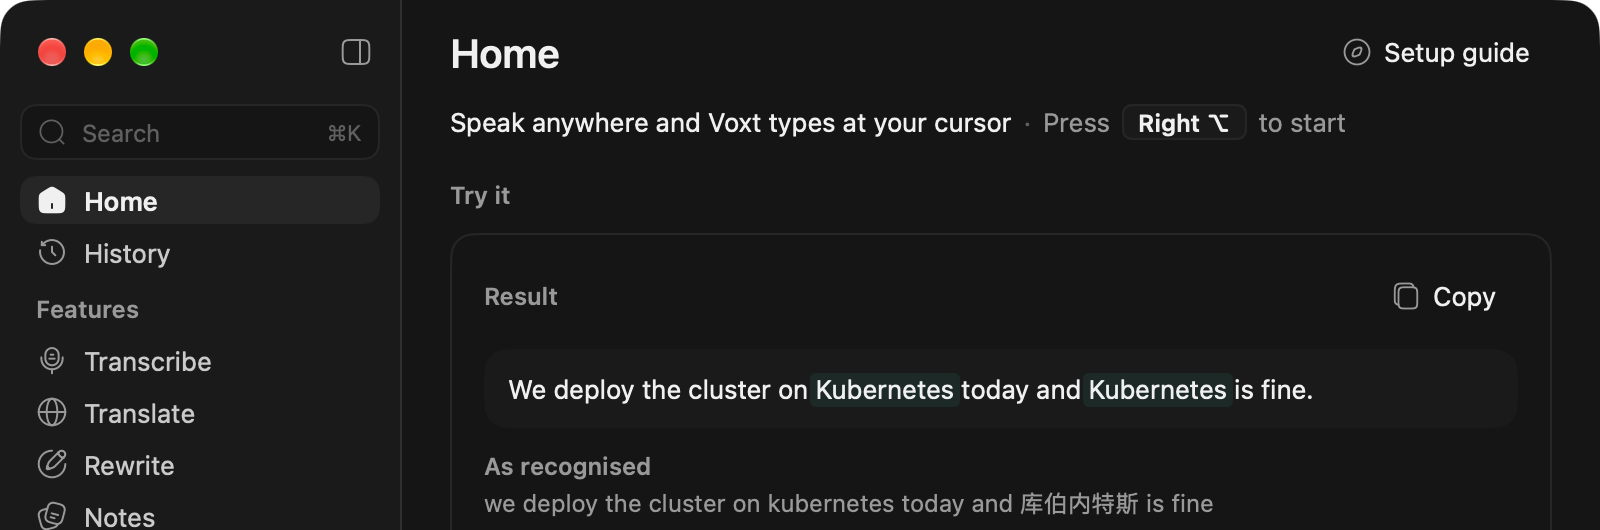 Home
Setup guide
Search ⌘K
Speak anywhere and Voxt types at your cursor · Press Right ⌥ to start
Home
History
Features
Transcribe
Translate
Rewrite
Notes
Try it
Result
Copy
We deploy the cluster on Kubernetes today and Kubernetes is fine.
As recognised
we deploy the cluster on kubernetes today and 库伯内特斯 is fine